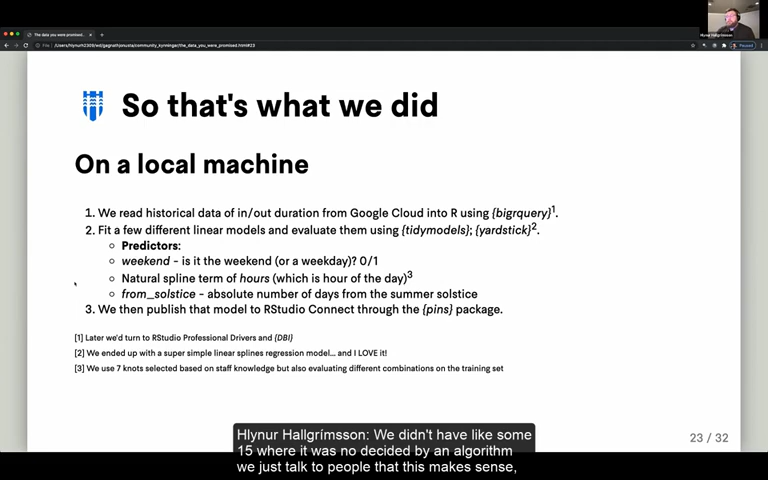 The data you were promised.
File
/Users/hlynurh2309/wd/gagnathjonusta/community_kynningar/the_data_you_were_promised.html#23
Paused
Hlynur Hallgrímsson
So that's what we did
On a local machine
1. We read historical data of in/out duration from Google Cloud into R using {bigrquery}1.
2. Fit a few different linear models and evaluate them using {tidymodels}; {yardstick}2.
Predictors:
weekend - is it the weekend (or a weekday)? 0/1
Natural spline term of hours (which is hour of the day)3
from_solstice - absolute number of days from the summer solstice
3. We then publish that model to RStudio Connect through the {pins} package.
[1] Later we'd turn to RStudio Professional Drivers and {DBI}
[2] We ended up with a super simple linear splines regression model... and I LOVE it!
[3] We use 7 knots selected based on staff knowledge but also evaluating different combinations on the training set
23 / 32
Hlynur Hallgrímsson: We didn't have like some
15 where it was no decided by an algorithm
we just talk to people that this makes sense,